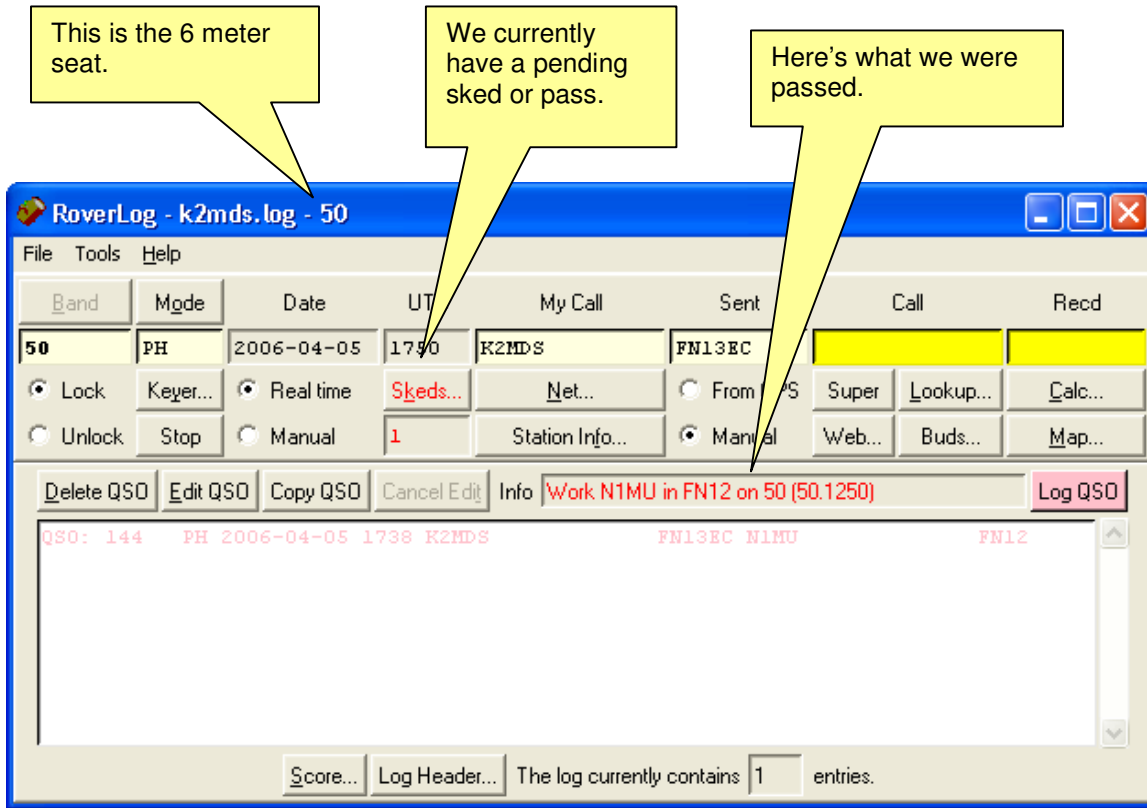 This is the 6 meter
seat.
We currently
have a pending
sked or pass.
Here's what we were
passed.
RoverLog - k2mds.log - 50
File Tools Help
Band Mode Date UT My Call Sent Call Recd
50 PH 2006-04-05 1750 K2MDS FN13EC
Lock Keyer... Real time Skeds... Net... From GPS Super Lookup... Calc...
Unlock Stop Manual 1 Station Info... Manual Web... Buds... Map...
Delete QSO Edit QSO Copy QSO Cancel Edit Info Work N1MU in FN12 on 50 (50.1250) Log QSO
QSO: 144 PH 2006-04-05 1738 K2MDS FN13EC N1MU FN12
Score... Log Header... The log currently contains 1 entries.